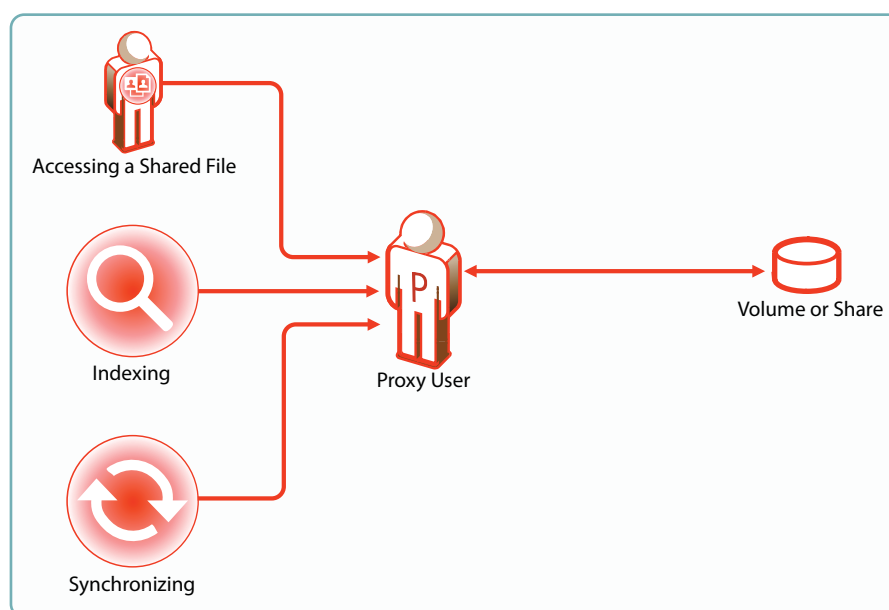 Accessing a Shared File
P
Volume or Share
Indexing
Proxy User
Synchronizing